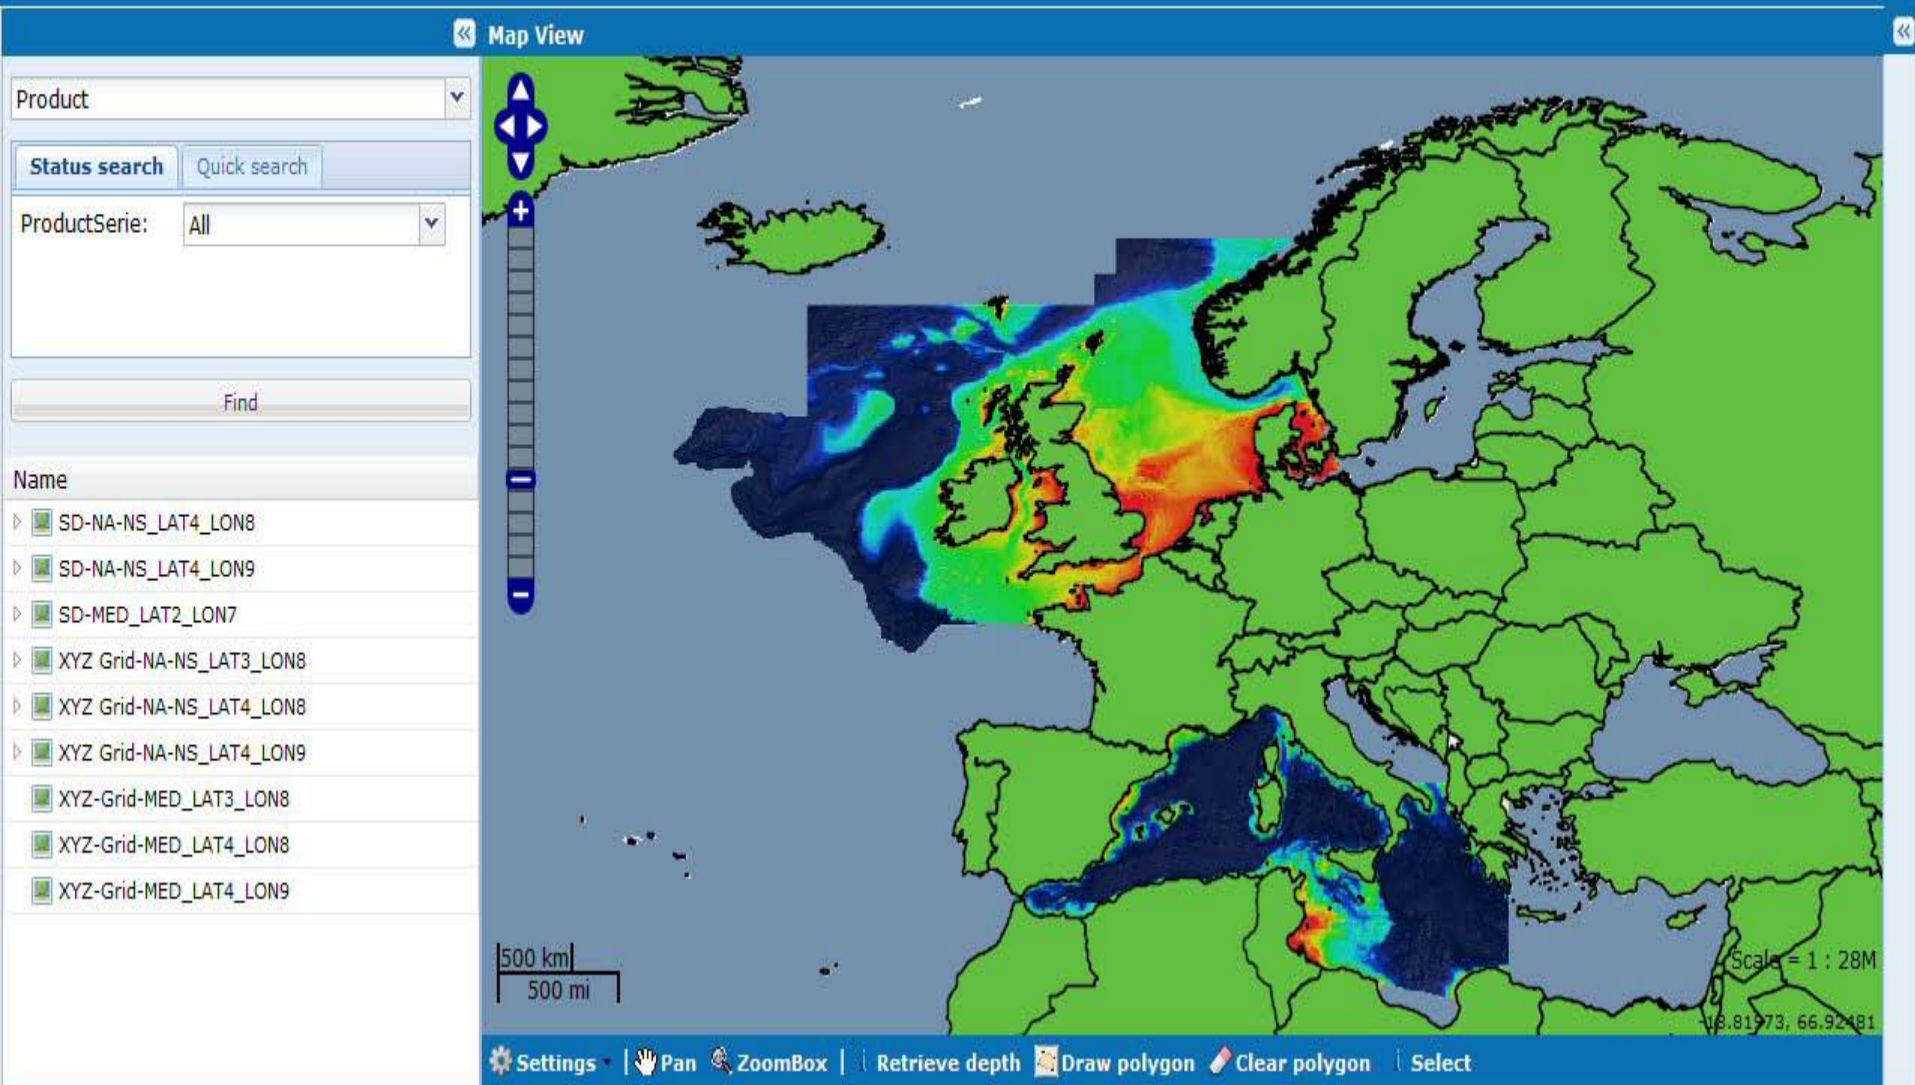 Map View
Product
Status search
Quick search
ProductSerie:
All
Find
Name
SD-NA-NS_LAT4_LON8
SD-NA-NS_LAT4_LON9
SD-MED_LAT2_LON7
XYZ Grid-NA-NS_LAT3_LON8
XYZ Grid-NA-NS_LAT4_LON8
XYZ Grid-NA-NS_LAT4_LON9
XYZ-Grid-MED_LAT3_LON8
XYZ-Grid-MED_LAT4_LON8
XYZ-Grid-MED_LAT4_LON9
500 km
500 mi
Scale = 1 : 28M
-18.81973, 66.92481
Settings | Pan ZoomBox | Retrieve depth Draw polygon Clear polygon Select